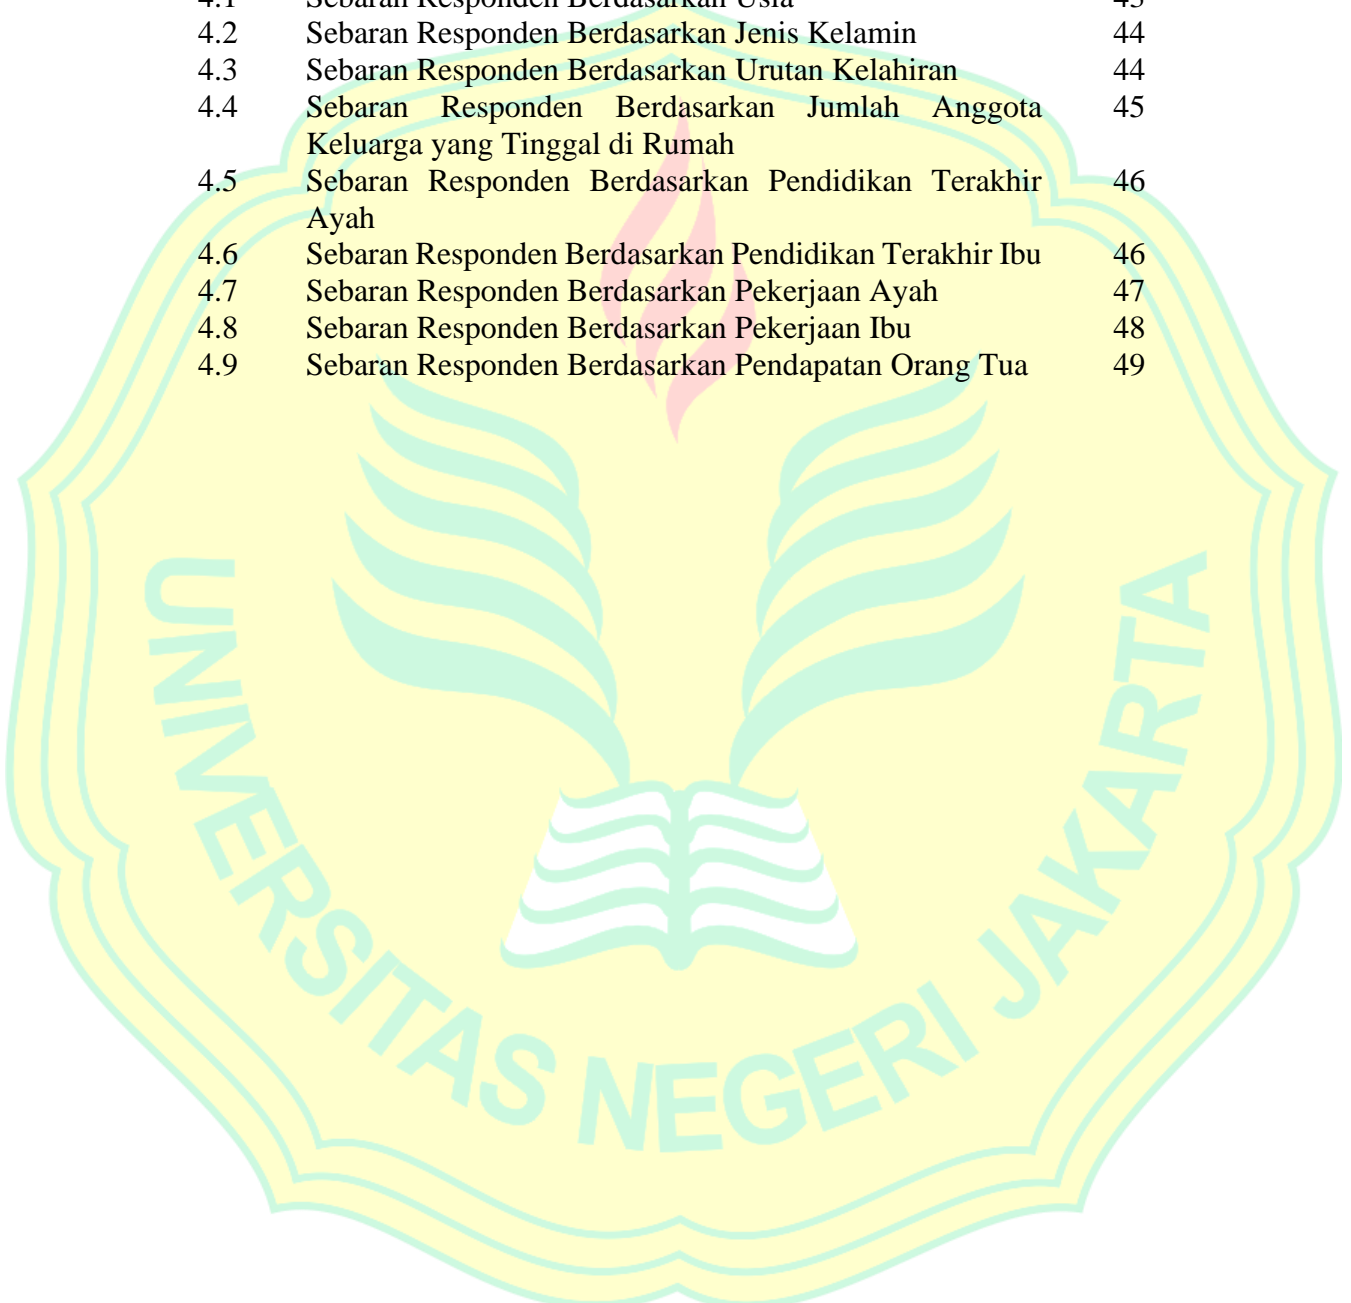 4.1 Sebaran Responden Berdasarkan Usia 43
4.2 Sebaran Responden Berdasarkan Jenis Kelamin 44
4.3 Sebaran Responden Berdasarkan Urutan Kelahiran 44
4.4 Sebaran Responden Berdasarkan Jumlah Anggota 45
Keluarga yang Tinggal di Rumah
4.5 Sebaran Responden Berdasarkan Pendidikan Terakhir 46
Ayah
4.6 Sebaran Responden Berdasarkan Pendidikan Terakhir Ibu 46
4.7 Sebaran Responden Berdasarkan Pekerjaan Ayah 47
4.8 Sebaran Responden Berdasarkan Pekerjaan Ibu 48
4.9 Sebaran Responden Berdasarkan Pendapatan Orang Tua 49
UNIVERSITAS NEGERI JAKARTA